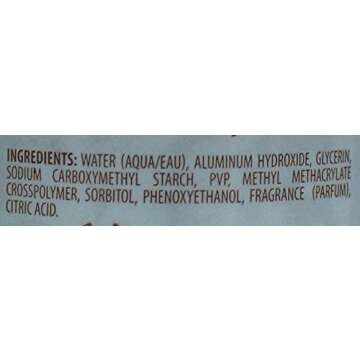 INGREDIENTS: WATER (AQUA/EAU), ALUMINUM HYDROXIDE, GLYCERIN,
SODIUM CARBOXYMETHYL STARCH, PVP, METHYL METHACRYLATE
CROSSPOLYMER, SORBITOL, PHENOXYETHANOL, FRAGRANCE (PARFUM),
CITRIC ACID.